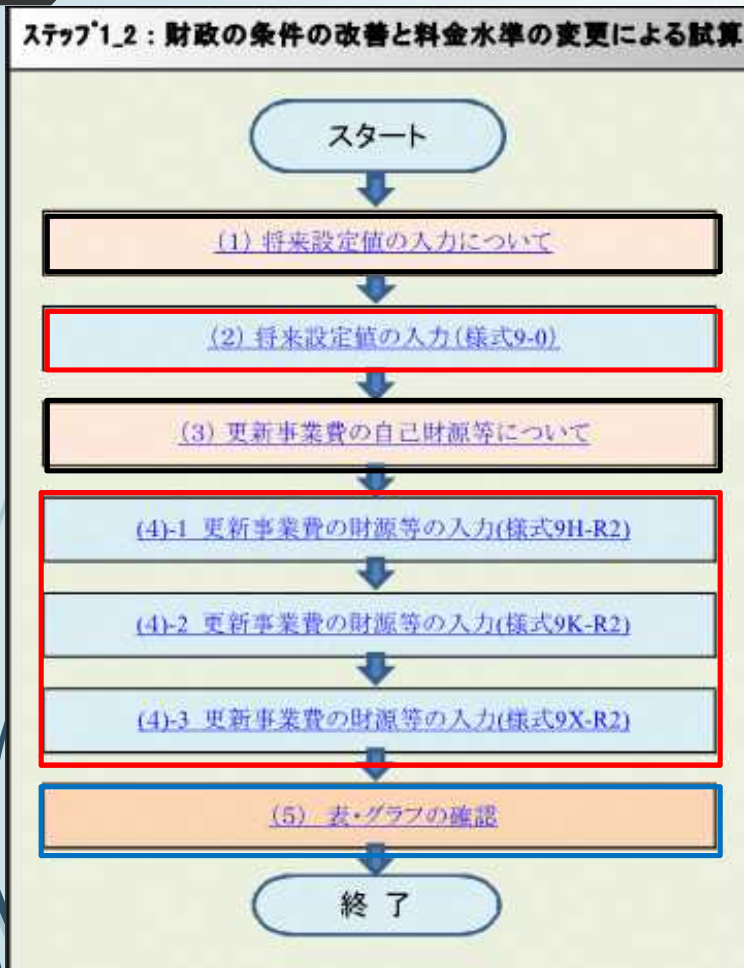 ステップ1_2：財政の条件の改善と料金水準の変更による試算
スタート
(1) 将来設定値の入力について
(2) 将来設定値の入力(様式9-0)
(3) 更新事業費の自己財源等について
(4)-1 更新事業費の財源等の入力(様式9H-R2)
(4)-2 更新事業費の財源等の入力(様式9K-R2)
(4)-3 更新事業費の財源等の入力(様式9X-R2)
(5) 表・グラフの確認
終 了